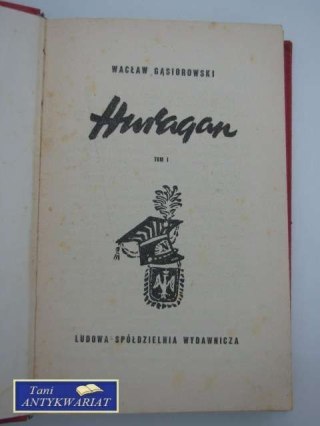 WACŁAW GĄSIOROWSKI
Huragan
TOM I
LUDOWA SPÓŁDZIELNIA WYDAWNICZA
Tani
ANTYKWARIAT